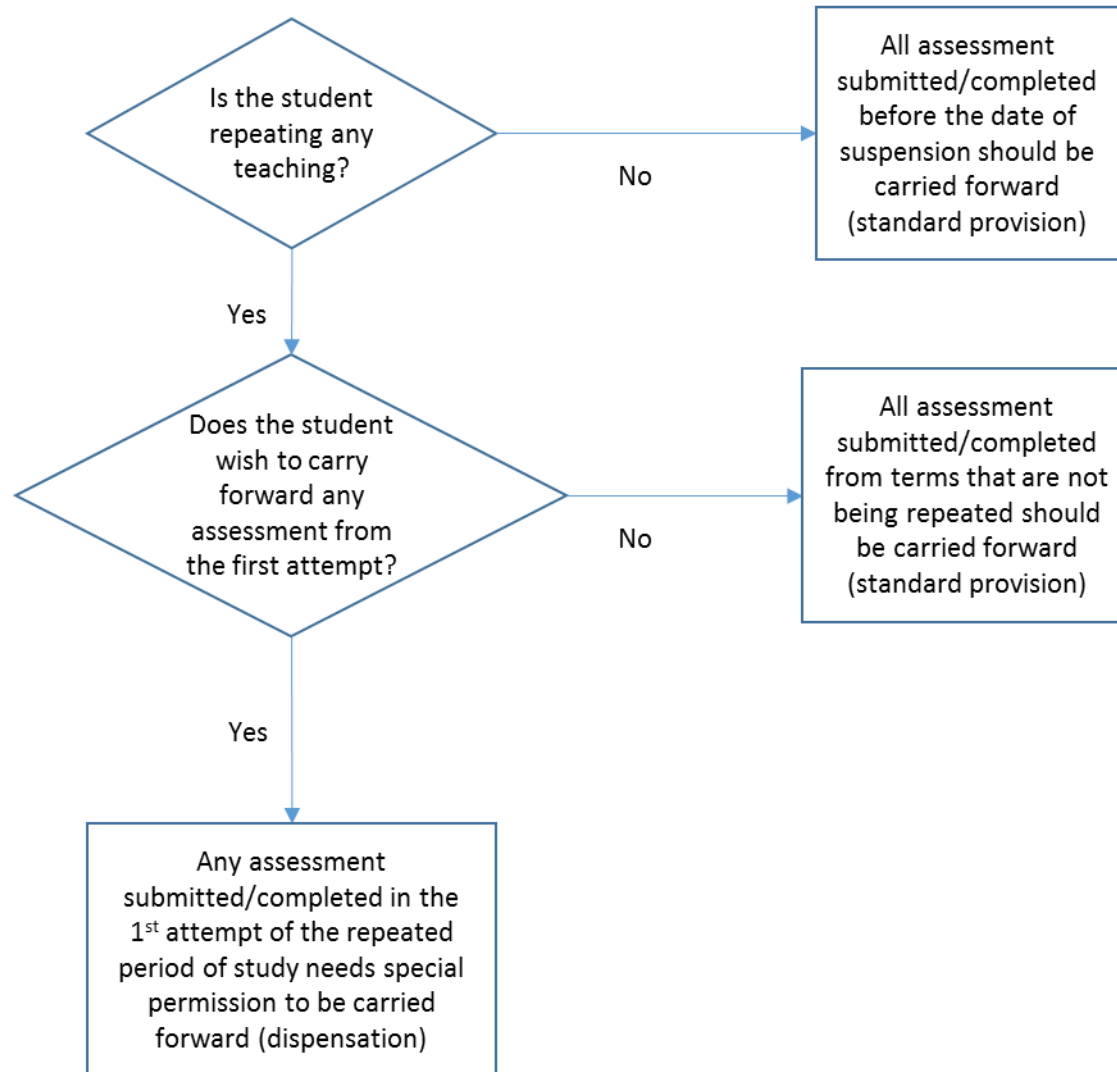 Is the student
repeating any
teaching?
No
All assessment
submitted/completed
before the date of
suspension should be
carried forward
(standard provision)
Yes
Does the student
wish to carry
forward any
assessment from
the first attempt?
No
All assessment
submitted/completed
from terms that are not
being repeated should
be carried forward
(standard provision)
Yes
Any assessment
submitted/completed in the
1st attempt of the repeated
period of study needs special
permission to be carried
forward (dispensation)